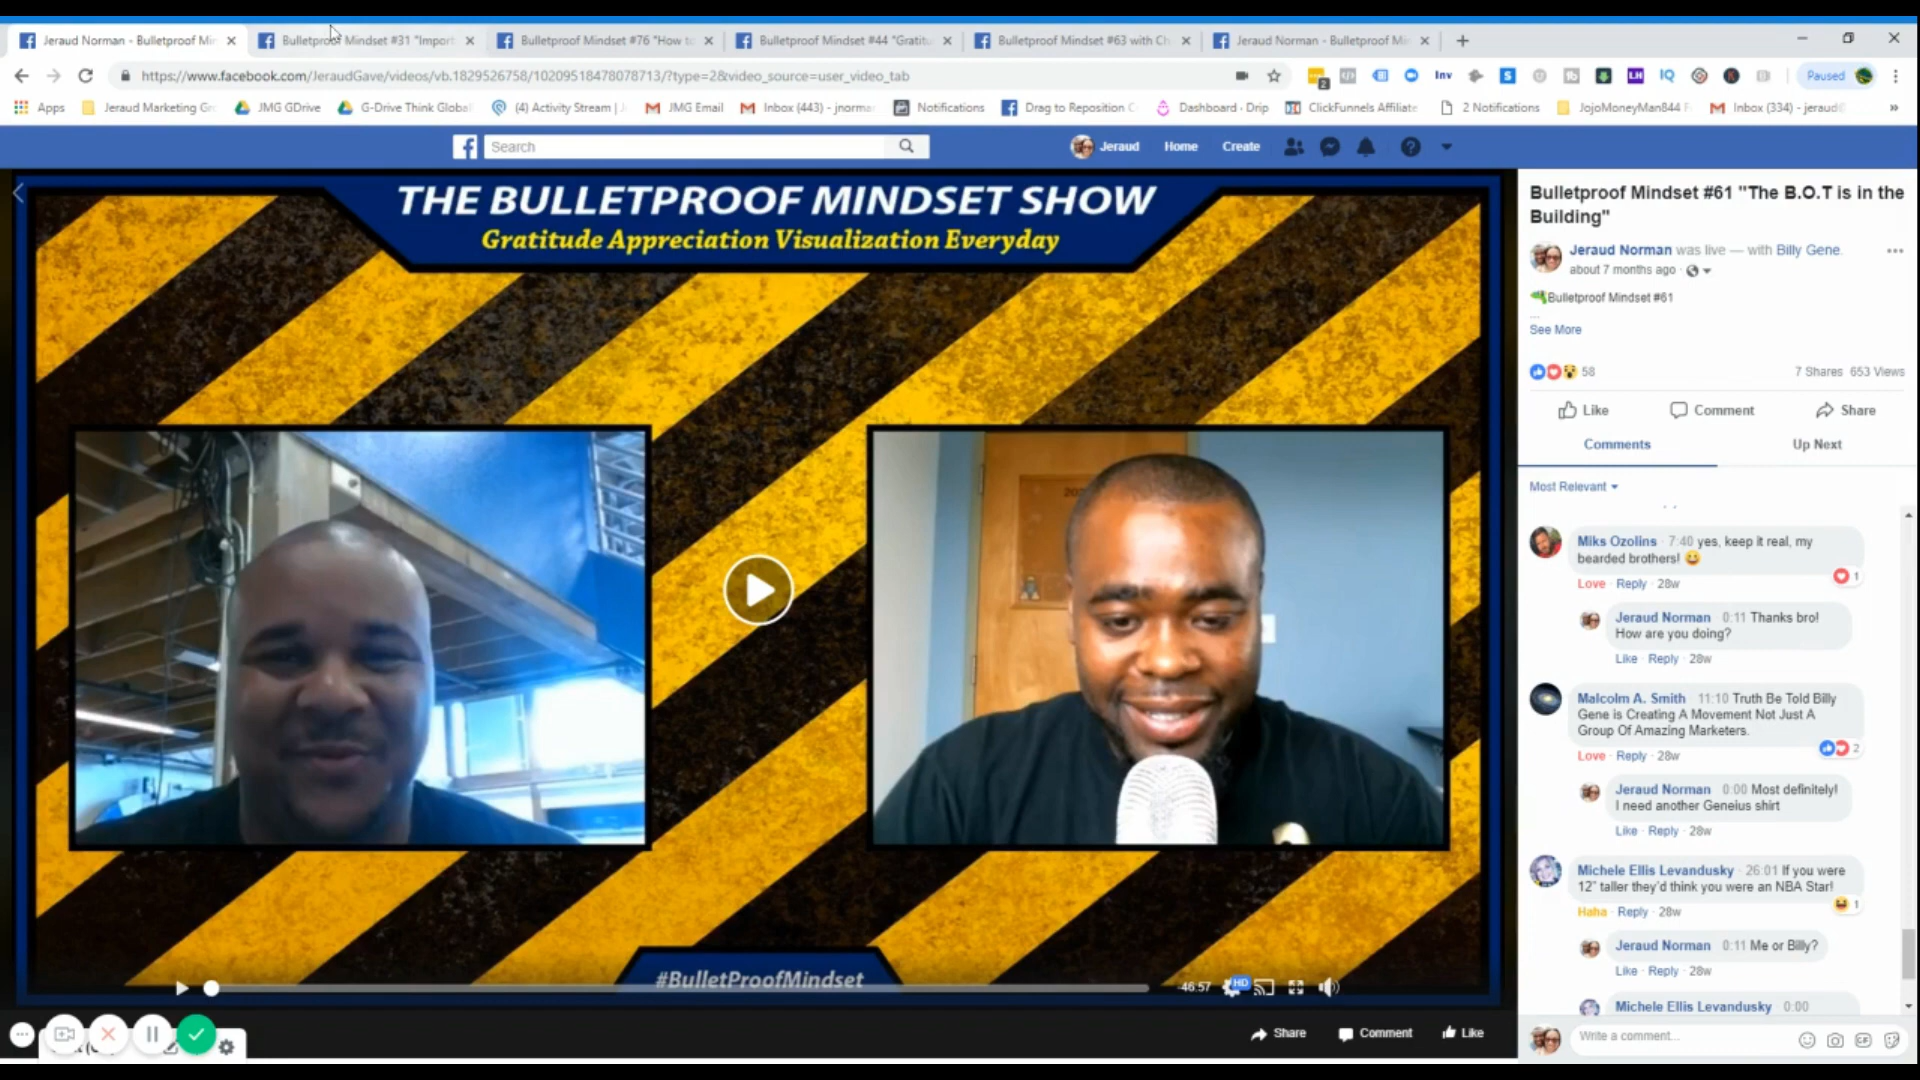 Jeraud Norman - Bulletproof Min
Bulletproof Mindset #31 "Import
Bulletproof Mindset #76 "How to
Bulletproof Mindset #44 "Gratitu
Bulletproof Mindset #63 with Ch
Jeraud Norman - Bulletproof Min
https://www.facebook.com/JeraudGave/videos/vb.1829526758/10209518478078713/?type=2&video_source=user_video_tab
Inv
Paused
Apps
Jeraud Marketing Gr
JMG GDrive
G-Drive Think Global
(4) Activity Stream | J
JMG Email
Inbox (443) - jnorma
Notifications
Drag to Reposition C
Dashboard · Drip
ClickFunnels Affiliate
2 Notifications
JojoMoneyMan844 F
Inbox (334) - jeraud@
Search
Jeraud
Home
Create
THE BULLETPROOF MINDSET SHOW
Gratitude Appreciation Visualization Everyday
#BulletProofMindset
-46:57
HD
Share
Comment
Like
Bulletproof Mindset #61 "The B.O.T is in the
Building"
Jeraud Norman was live — with Billy Gene.
about 7 months ago
Bulletproof Mindset #61
...
See More
58
7 Shares 653 Views
Like
Comment
Share
Comments
Up Next
Most Relevant
Miks Ozolins · 7:40 yes, keep it real, my
bearded brothers!
1
Love · Reply · 28w
Jeraud Norman 0:11 Thanks bro!
How are you doing?
Like · Reply · 28w
Malcolm A. Smith · 11:10 Truth Be Told Billy
Gene is Creating A Movement Not Just A
Group Of Amazing Marketers.
2
Love · Reply · 28w
Jeraud Norman 0:00 Most definitely!
I need another Geneius shirt
Like · Reply · 28w
Michele Ellis Levandusky · 26:01 If you were
12" taller they'd think you were an NBA Star!
1
Haha · Reply · 28w
Jeraud Norman 0:11 Me or Billy?
Like · Reply · 28w
Michele Ellis Levandusky 0:00
Write a comment...